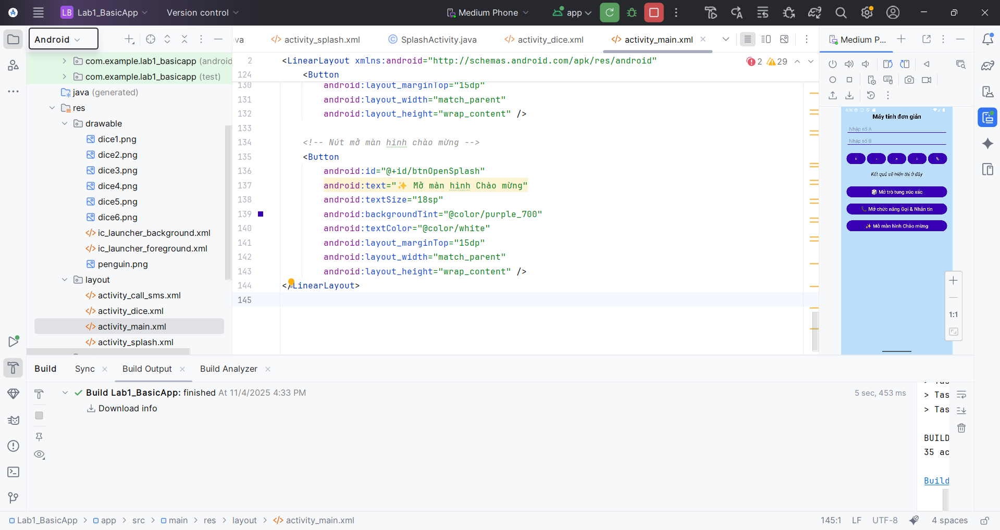 LB Lab1_BasicApp Version control Medium Phone app
Android
va activity_splash.xml SplashActivity.java activity_dice.xml activity_main.xml
Medium P...
com.example.lab1_basicapp (android
com.example.lab1_basicapp (test)
java (generated)
res
drawable
dice1.png
dice2.png
dice3.png
dice4.png
dice5.png
dice6.png
ic_launcher_background.xml
ic_launcher_foreground.xml
penguin.png
layout
activity_call_sms.xml
activity_dice.xml
activity_main.xml
activity_splash.xml
2 <LinearLayout xmlns:android="http://schemas.android.com/apk/res/android"
2 29
124 <Button
130 android:layout_marginTop="15dp"
131 android:layout_width="match_parent"
132 android:layout_height="wrap_content" />
133
134 <!-- Nút mở màn hình chào mừng -->
135 <Button
136 android:id="@+id/btnOpenSplash"
137 android:text="✨ Mở màn hình Chào mừng"
138 android:textSize="18sp"
139 android:backgroundTint="@color/purple_700"
140 android:textColor="@color/white"
141 android:layout_marginTop="15dp"
142 android:layout_width="match_parent"
143 android:layout_height="wrap_content" />
144 </LinearLayout>
145
Máy tính đơn giản
Nhập số A
Nhập số B
+ - × ÷ %
Kết quả sẽ hiển thị ở đây
🎲 Mở trò tung xúc xắc
📞 Mở chức năng Gọi & Nhắn tin
✨ Mở màn hình Chào mừng
1:1
Build Sync Build Output Build Analyzer
Build Lab1_BasicApp: finished At 11/4/2025 4:33 PM
5 sec, 453 ms
Download info
> Tas
> Tas
BUILD
35 ac
Build
Lab1_BasicApp > app > src > main > res > layout > activity_main.xml
145:1 LF UTF-8 4 spaces